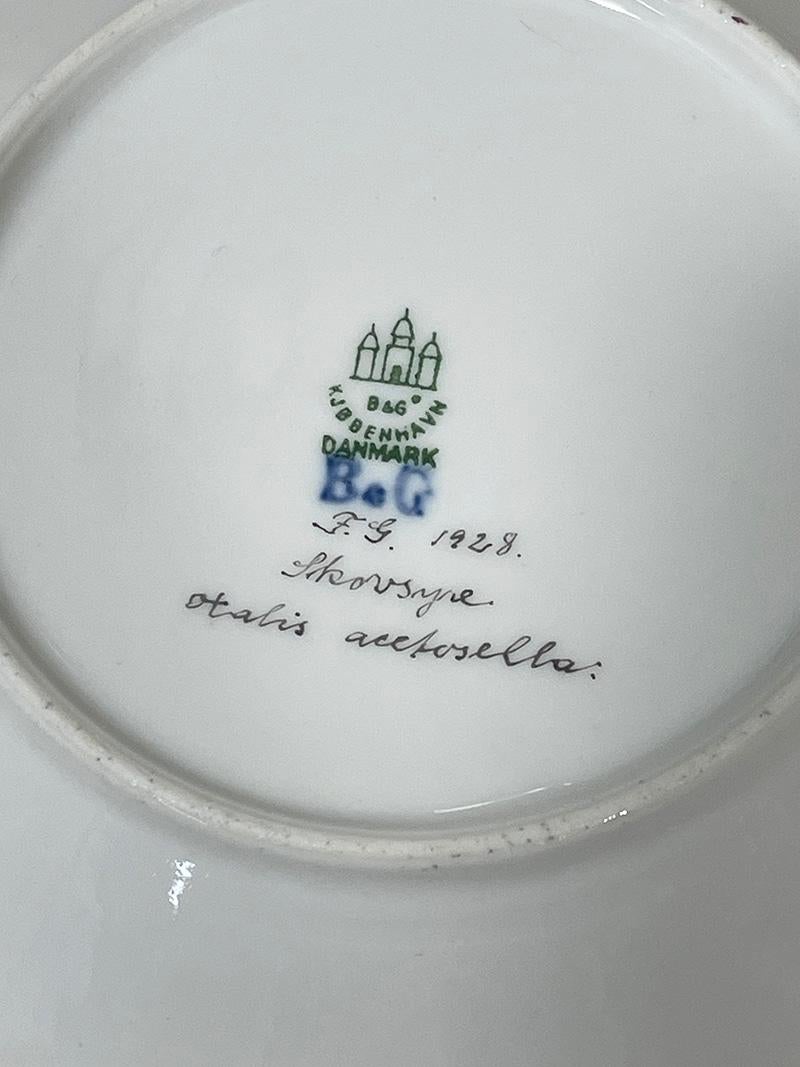 B&G
KJØBENHAVN
DANMARK
B&G
F.G. 1928.
Skovsyre.
Oxalis acetosella.